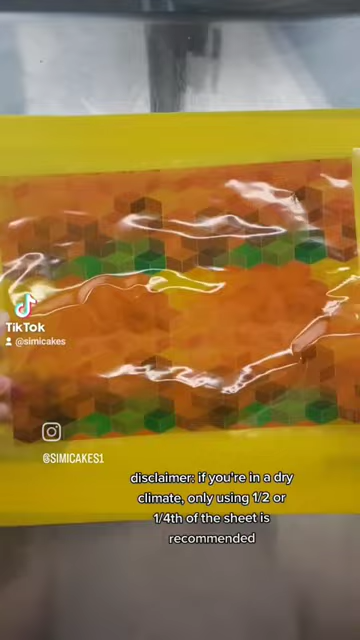 TikTok
@simicakes
@SIMICAKES1
disclaimer: if you're in a dry
climate, only using 1/2 or
1/4th of the sheet is
recommended